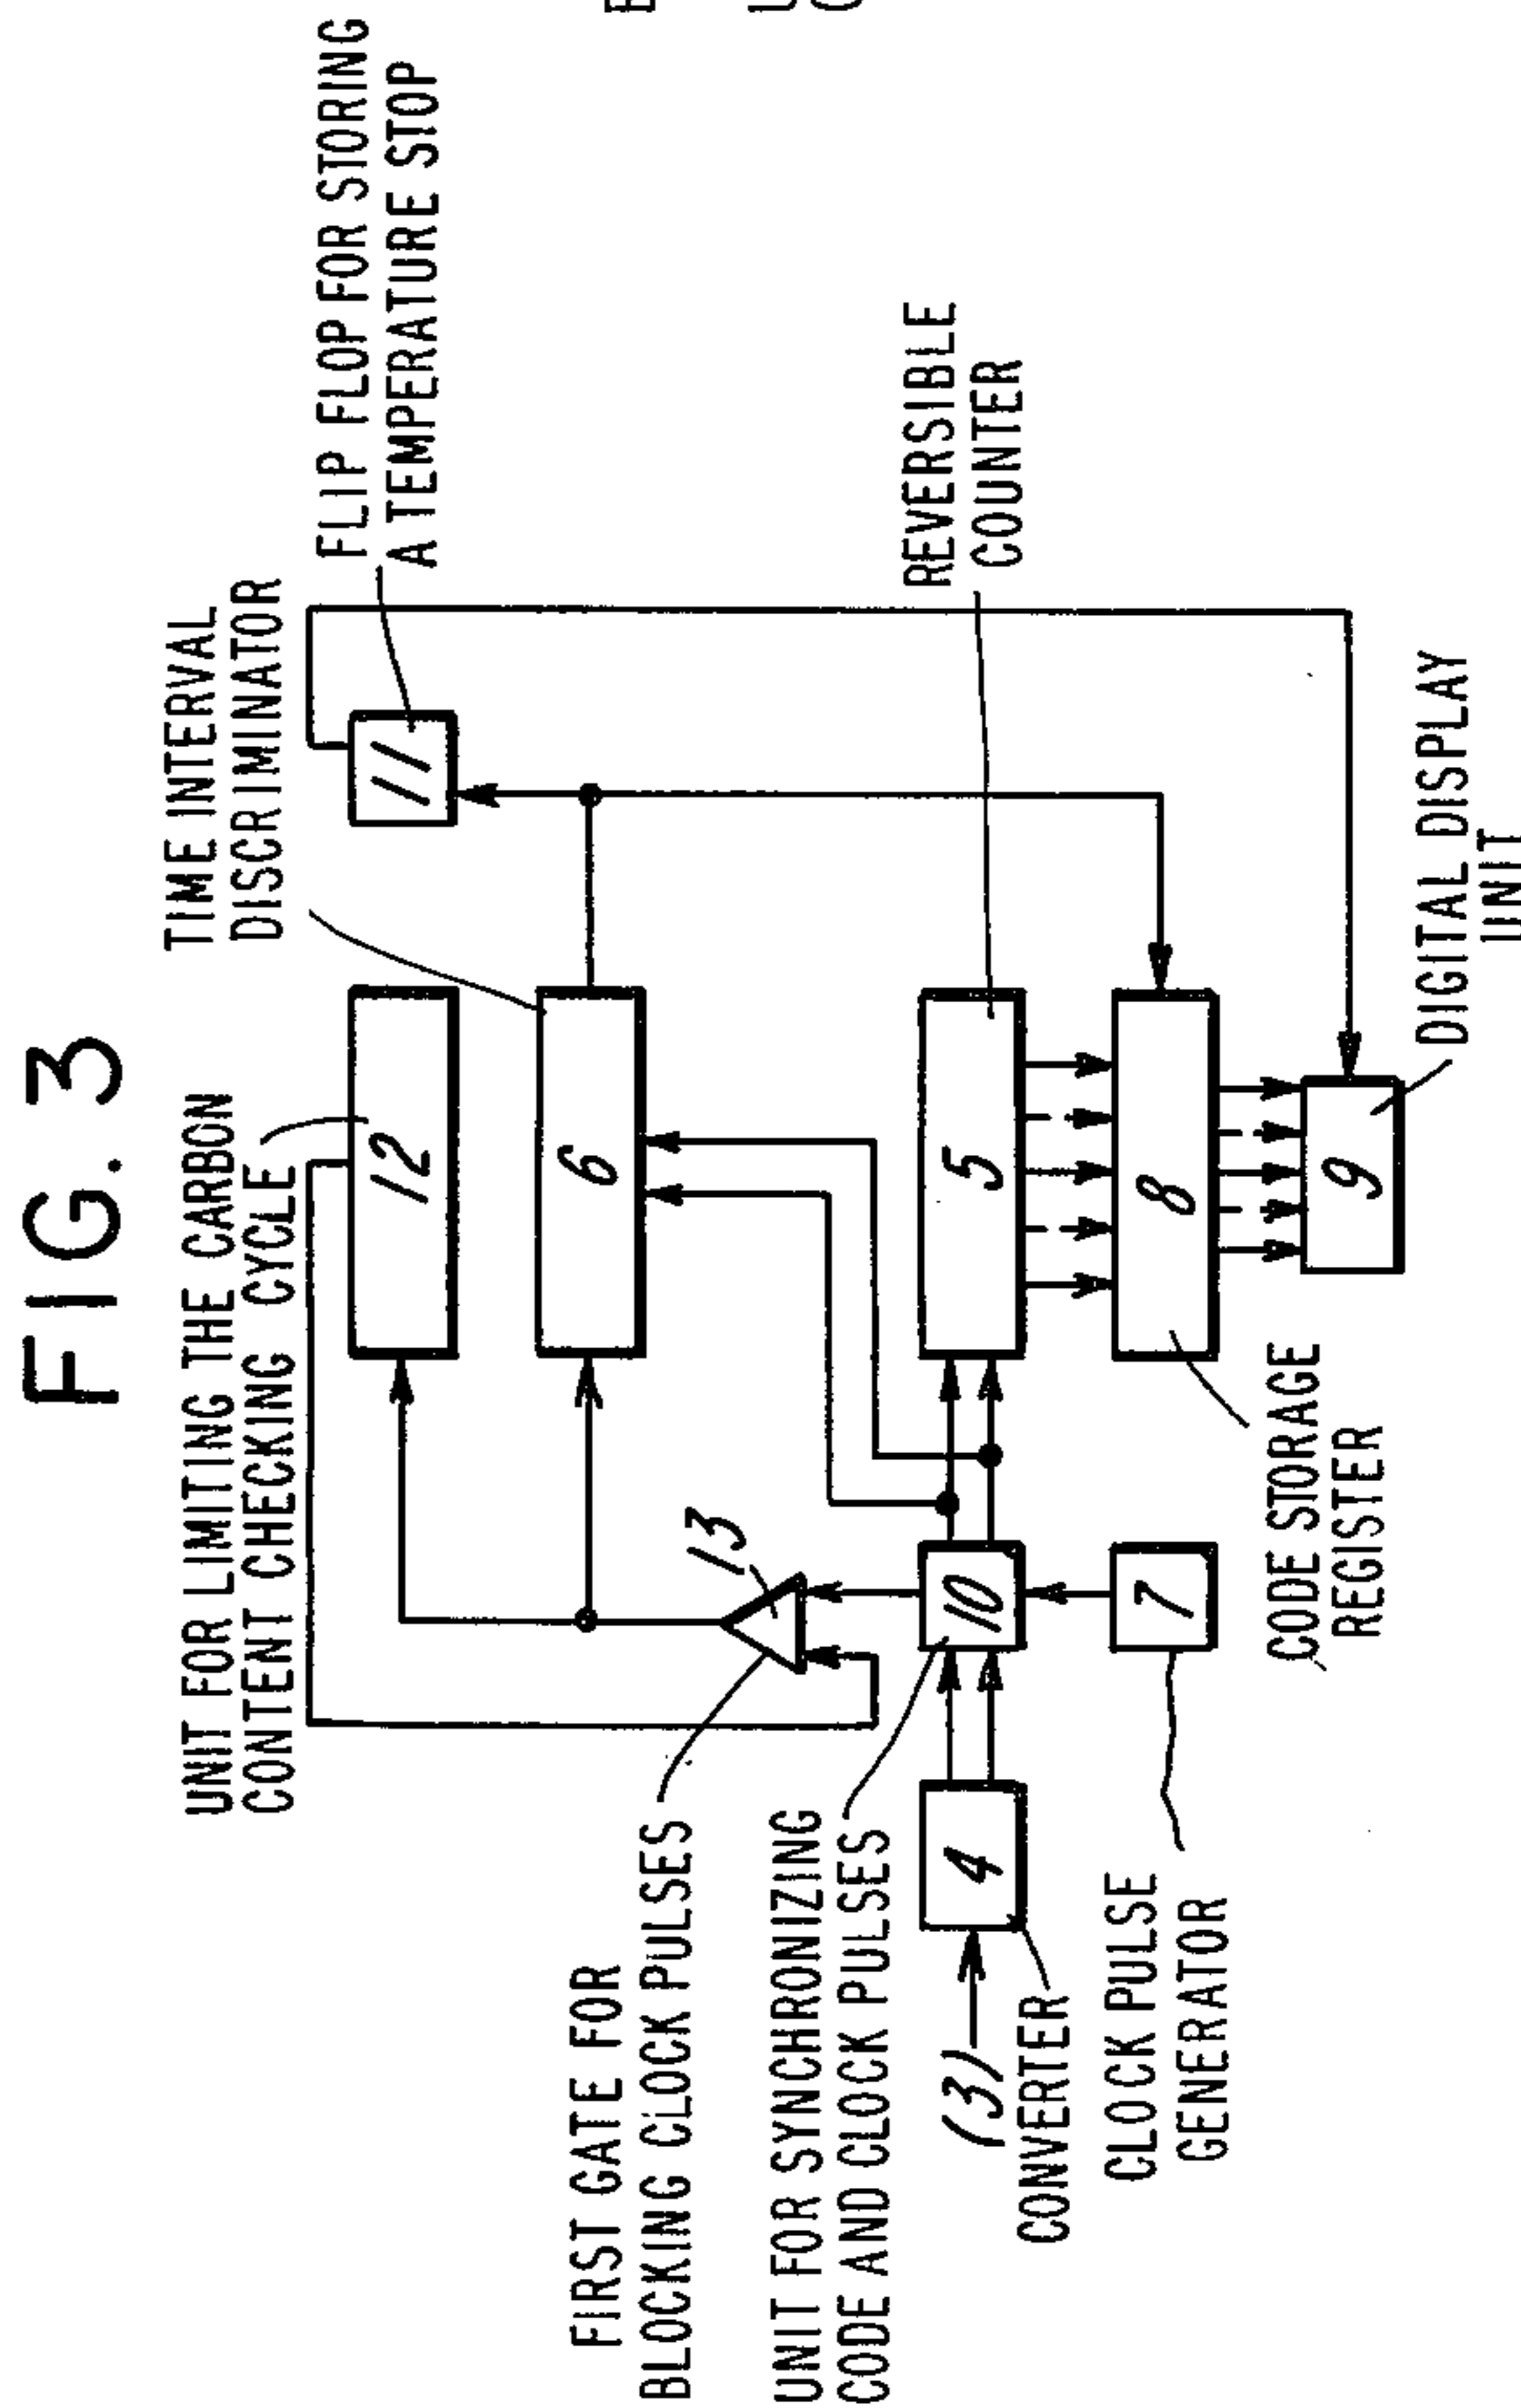 FIG. 3
UNIT FOR LIMITING THE CARBON
CONTENT CHECKING CYCLE
TIME INTERVAL
DISCRIMINATOR
FLIP FLOP FOR STORING
A TEMPERATURE STOP
12
11
6
FIRST GATE FOR
BLOCKING CLOCK PULSES
13
UNIT FOR SYNCHRONIZING
CODE AND CLOCK PULSES
REVERSIBLE
COUNTER
(3)
4
10
5
CONVERTER
CLOCK PULSE
GENERATOR
7
8
9
CODE STORAGE
REGISTER
DIGITAL DISPLAY
UNIT